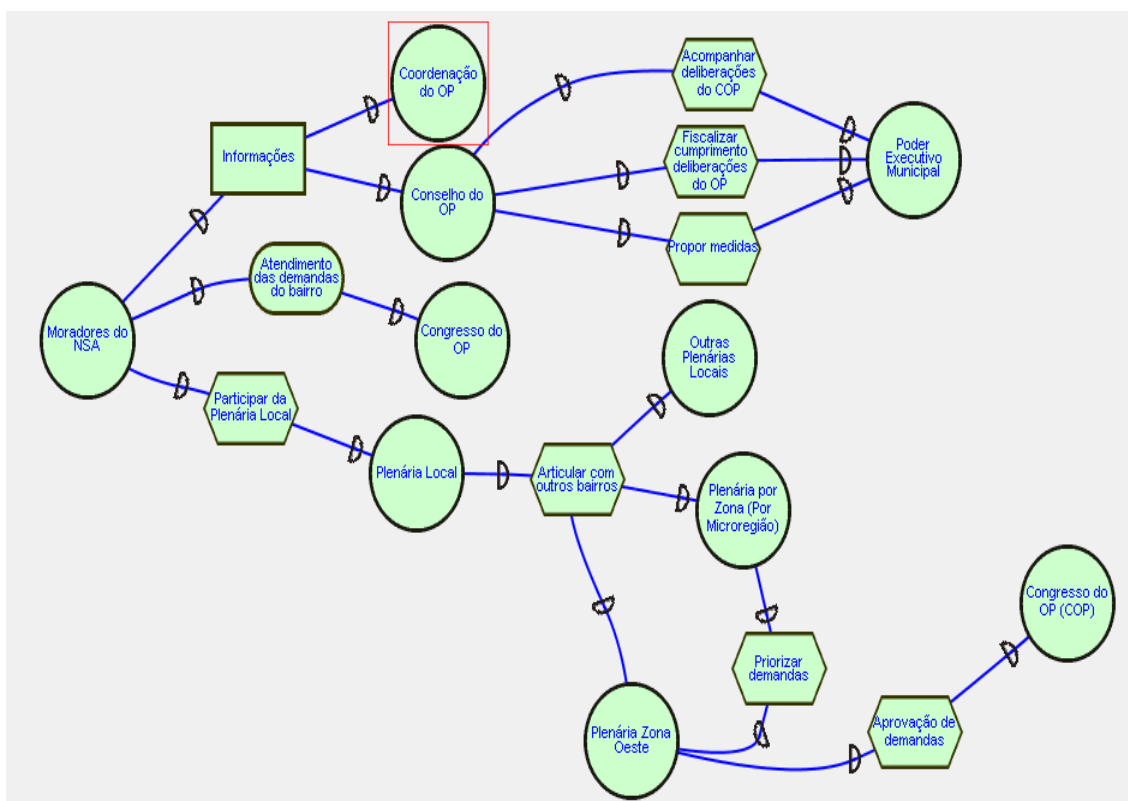 Coordenação
do OP
Acompanhar
deliberações
do COP
Informações
Fiscalizar
cumprimento
deliberações
do OP
Poder
Executivo
Municipal
Conselho do
OP
Propor medidas
Atendimento
das demandas
do bairro
Moradores do
NSA
Congresso do
OP
Outras
Plenárias
Locais
Participar da
Plenária Local
Plenária Local
Articular com
outros bairros
Plenária por
Zona (Por
Microregião)
Congresso do
OP (COP)
Priorizar
demandas
Plenária Zona
Oeste
Aprovação de
demandas